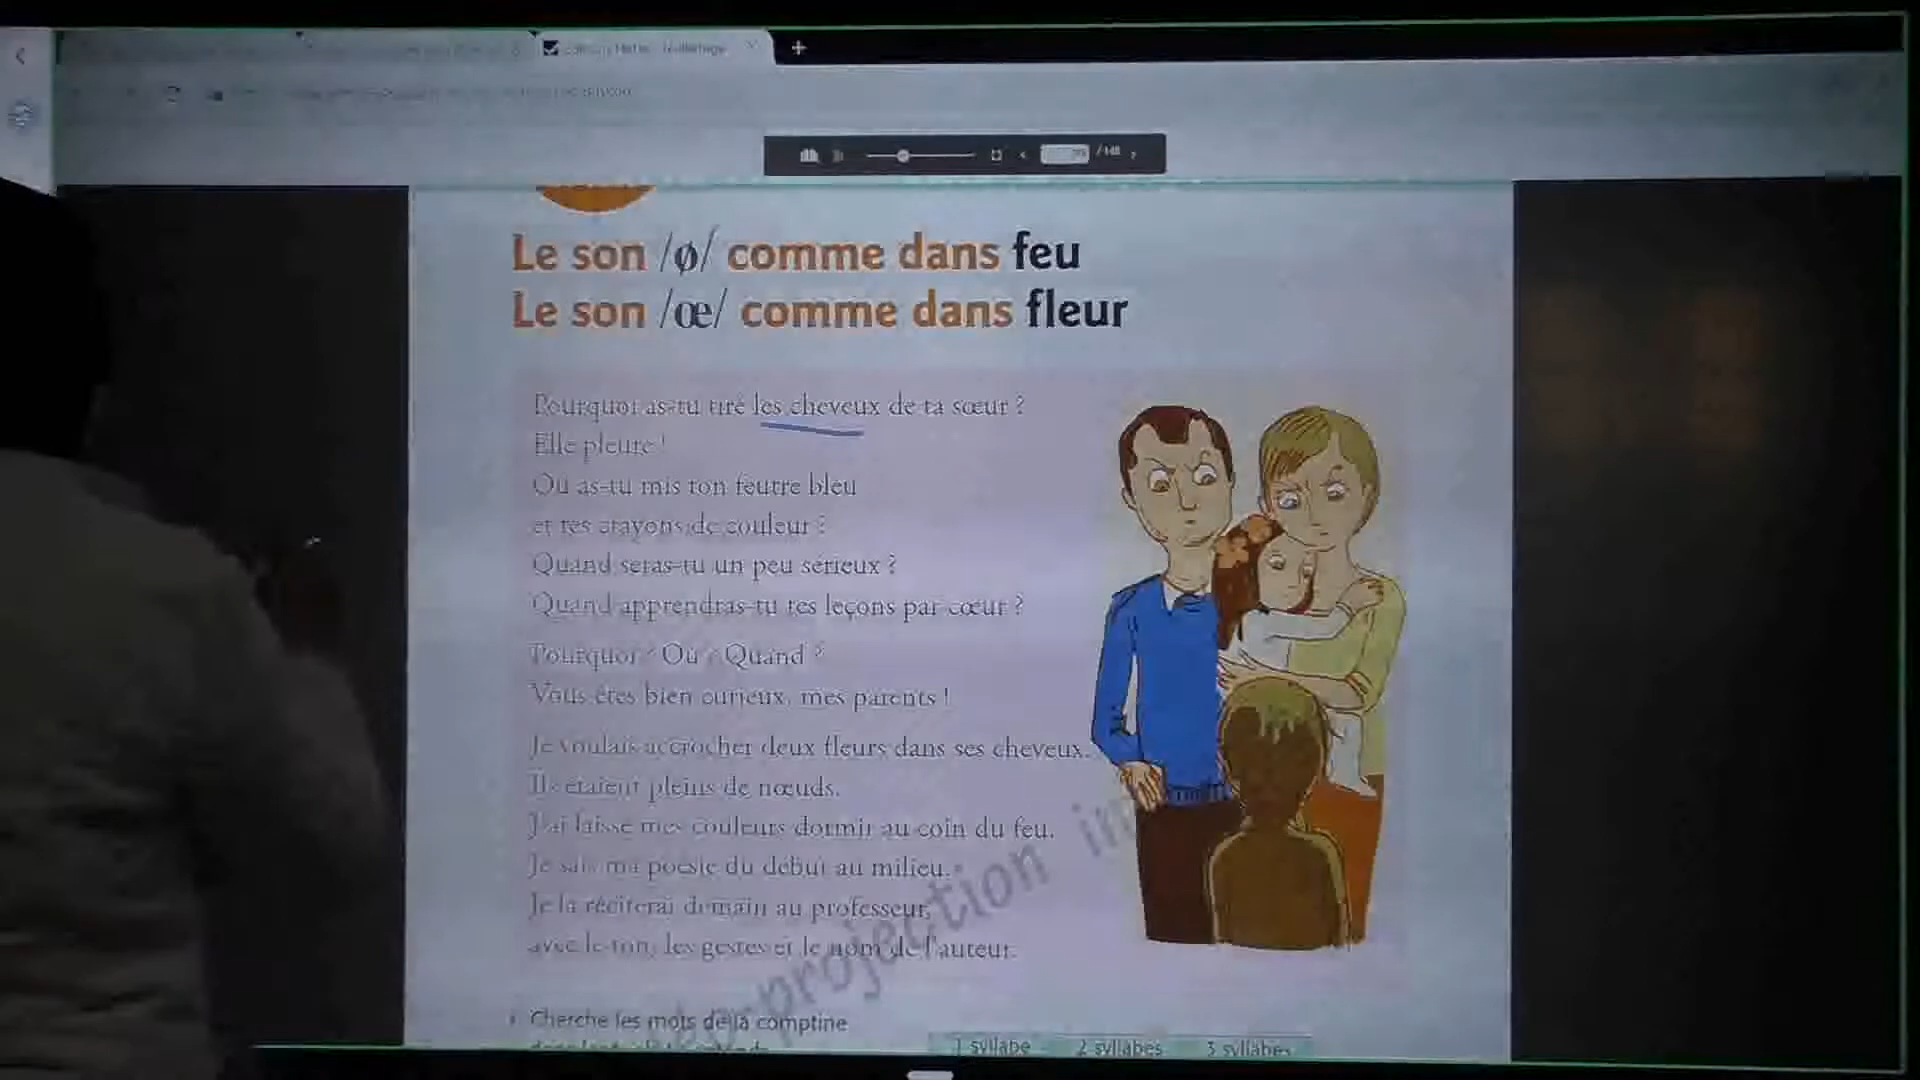 /148
Le son /ø/ comme dans feu
Le son /œ/ comme dans fleur
Pourquoi as-tu tiré les cheveux de ta sœur ?
Elle pleure !
Où as-tu mis ton feutre bleu
et tes crayons de couleur ?
Quand seras-tu un peu sérieux ?
Quand apprendras-tu tes leçons par cœur ?
Pourquoi ? Où ? Quand ?
Vous êtes bien curieux, mes parents !
Je voulais accrocher deux fleurs dans ses cheveux.
Ils étaient pleins de nœuds.
J'ai laissé mes couleurs dormir au coin du feu.
Je sais ma poésie du début au milieu.
Je la réciterai demain au professeur,
avec le ton, les gestes et le nom de l'auteur.
projection
Cherche les mots de la comptine
1 syllabe 2 syllabes 3 syllabes